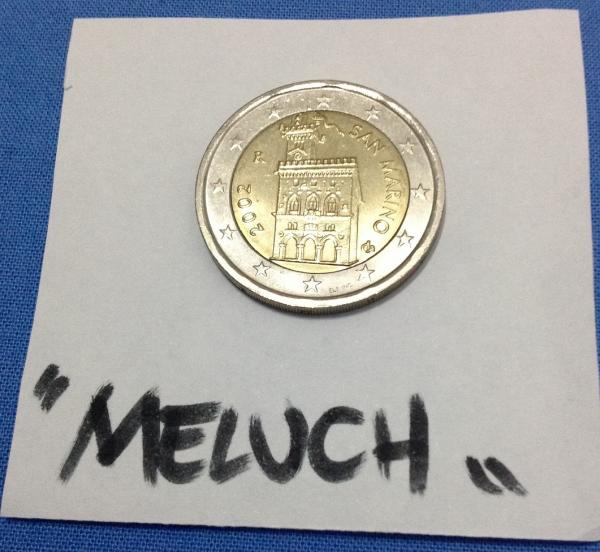 R
SAN MARINO
2002
"MELUCH"